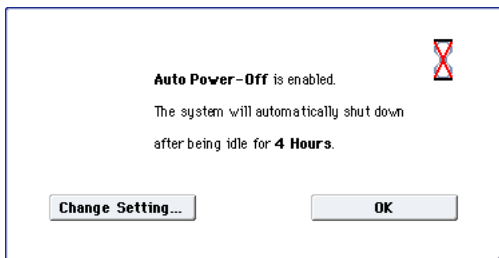 Auto Power-Off is enabled.
The system will automatically shut down
after being idle for 4 Hours.
Change Setting... OK